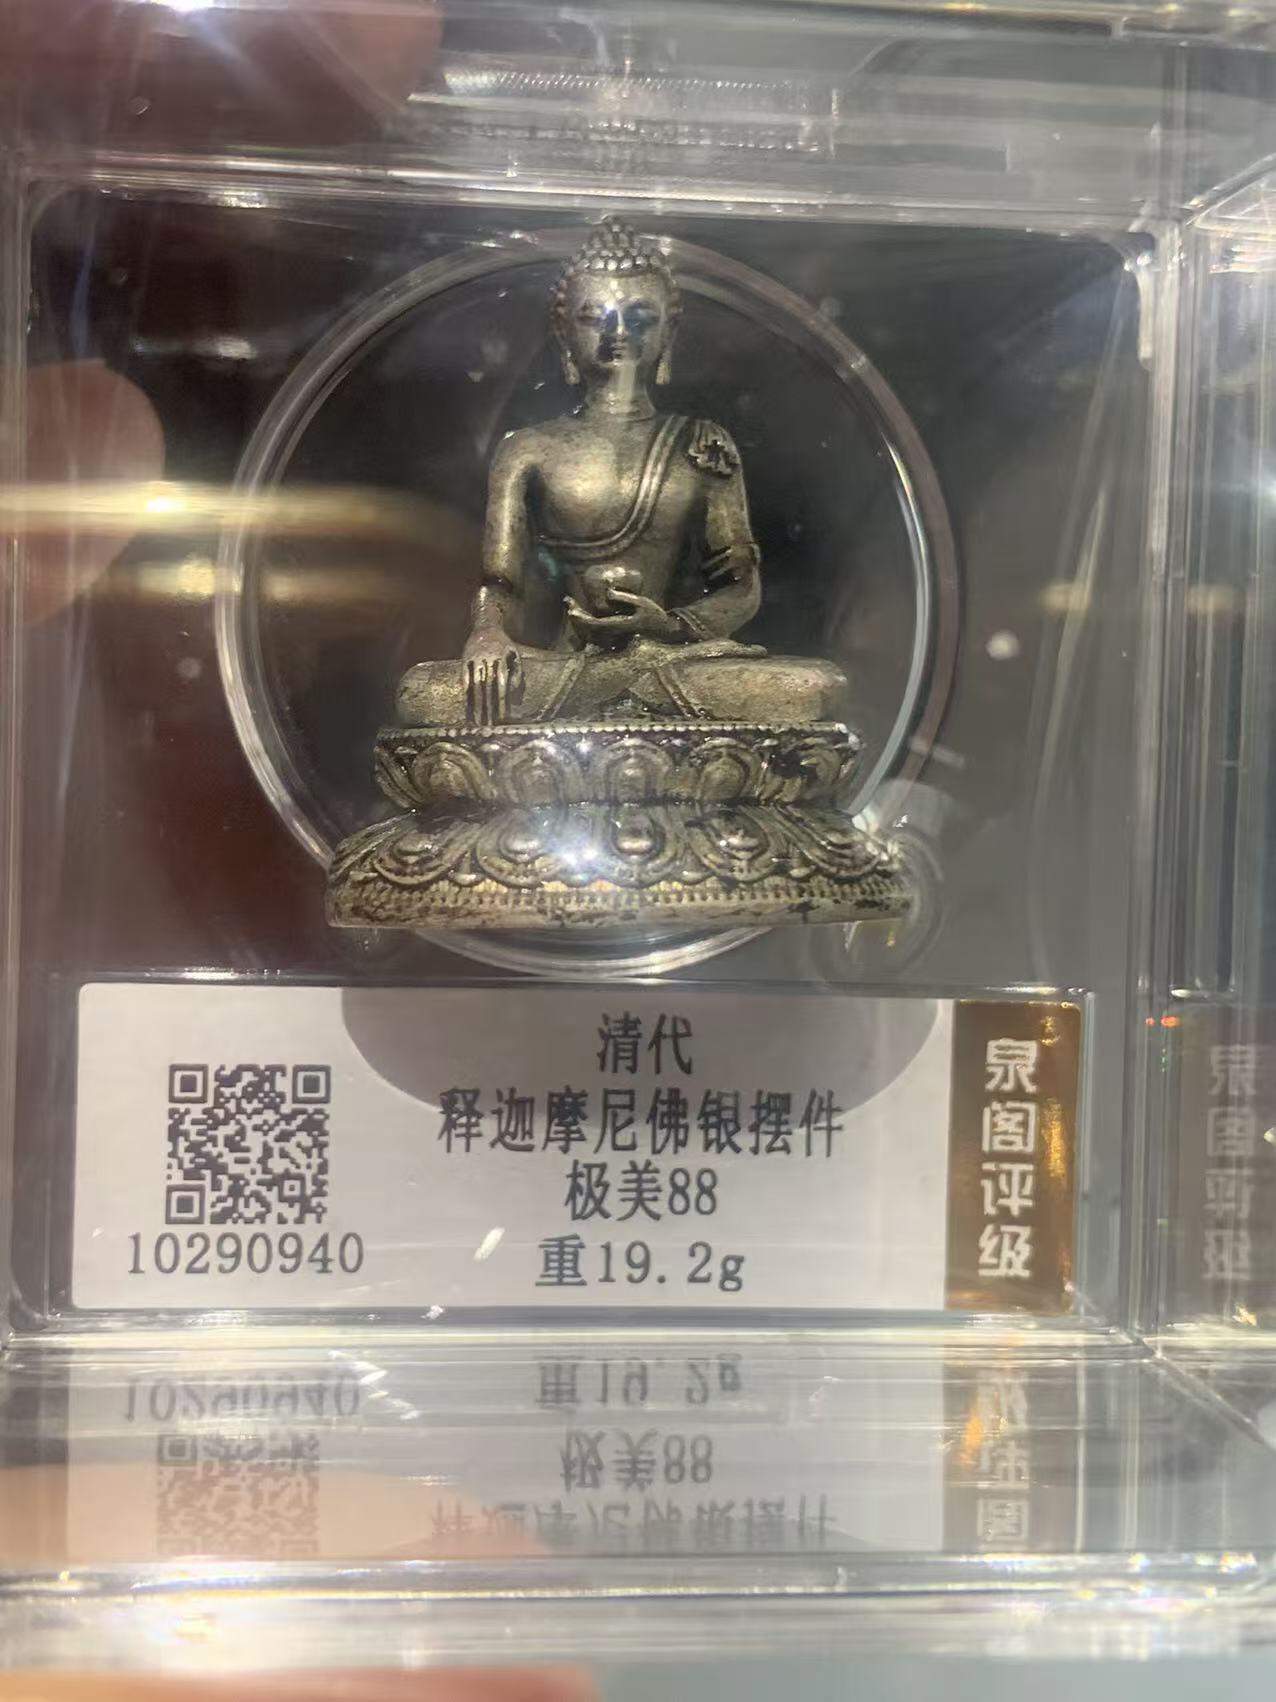 清代
释迦摩尼佛银摆件
极美88
重19.2g
10290940
泉阁评级